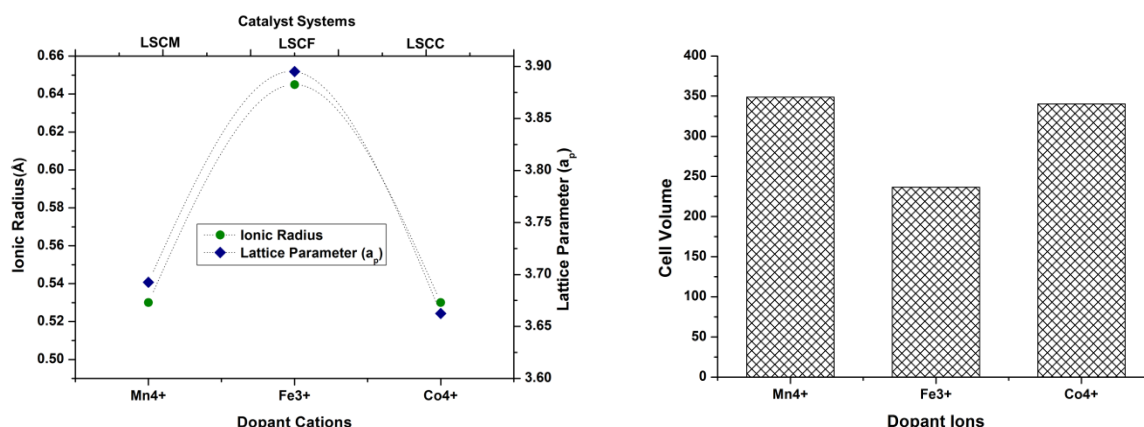 Catalyst Systems
LSCM LSCF LSCC
0.66
0.64
0.62
0.60
0.58
0.56
0.54
0.52
0.50
Ionic Radius(Å)
Ionic Radius
Lattice Parameter (ap)
3.90
3.85
3.80
3.75
3.70
3.65
3.60
Lattice Parameter (ap)
Mn4+ Fe3+ Co4+
Dopant Cations
400
350
300
250
200
150
100
50
0
Cell Volume
Mn4+ Fe3+ Co4+
Dopant Ions